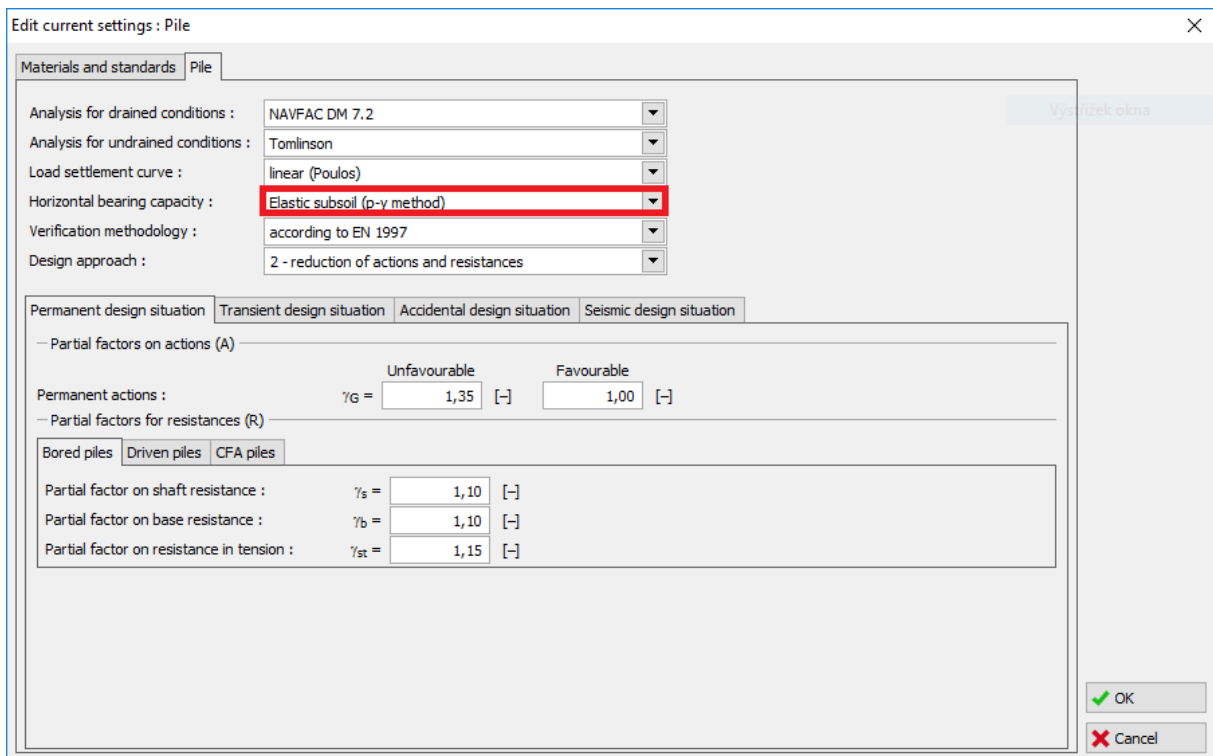 Edit current settings : Pile
Materials and standards Pile
Výstřižek okna
Analysis for drained conditions : NAVFAC DM 7.2
Analysis for undrained conditions : Tomlinson
Load settlement curve : linear (Poulos)
Horizontal bearing capacity : Elastic subsoil (p-y method)
Verification methodology : according to EN 1997
Design approach : 2 - reduction of actions and resistances
Permanent design situation Transient design situation Accidental design situation Seismic design situation
Partial factors on actions (A)
Unfavourable Favourable
Permanent actions : γG = 1,35 [–] 1,00 [–]
Partial factors for resistances (R)
Bored piles Driven piles CFA piles
Partial factor on shaft resistance : γs = 1,10 [–]
Partial factor on base resistance : γb = 1,10 [–]
Partial factor on resistance in tension : γst = 1,15 [–]
OK
Cancel